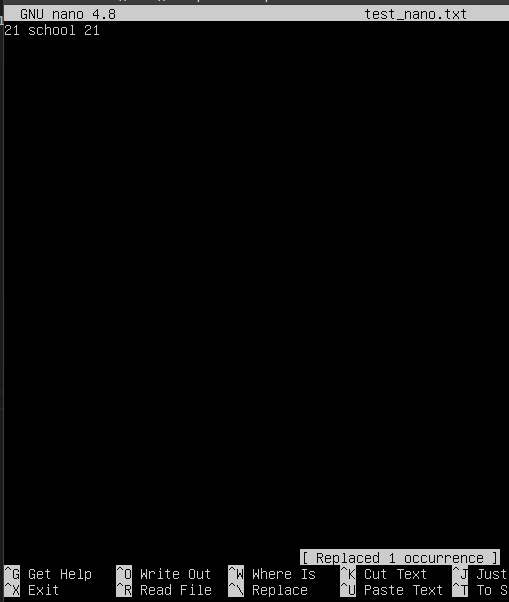 GNU nano 4.8 test_nano.txt
21 school 21
[ Replaced 1 occurrence ]
^G Get Help ^O Write Out ^W Where Is ^K Cut Text ^J Just
^X Exit ^R Read File ^\ Replace ^U Paste Text ^T To S